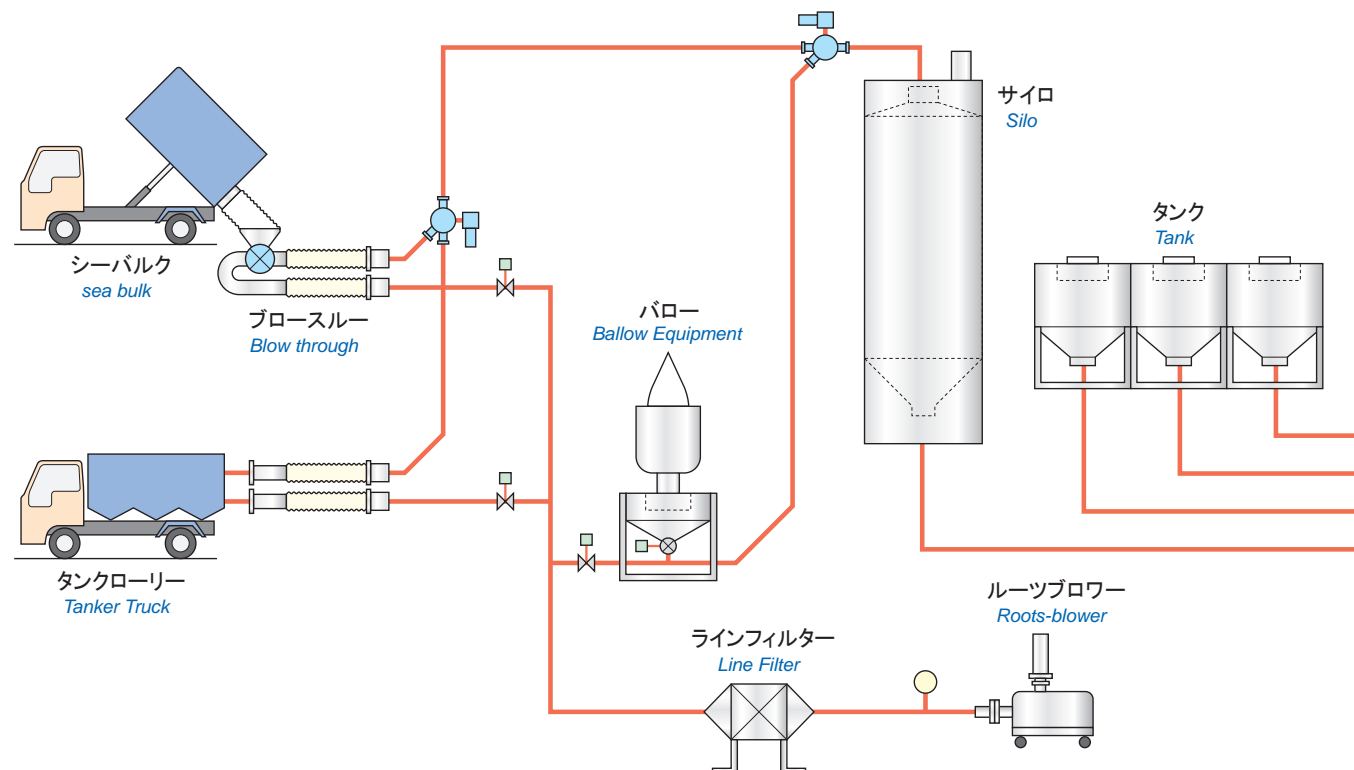 サイロ
Silo
タンク
Tank
シーバルク
sea bulk
ブロースルー
Blow through
バロー
Ballow Equipment
タンクローリー
Tanker Truck
ルーツブロワー
Roots-blower
ラインフィルター
Line Filter